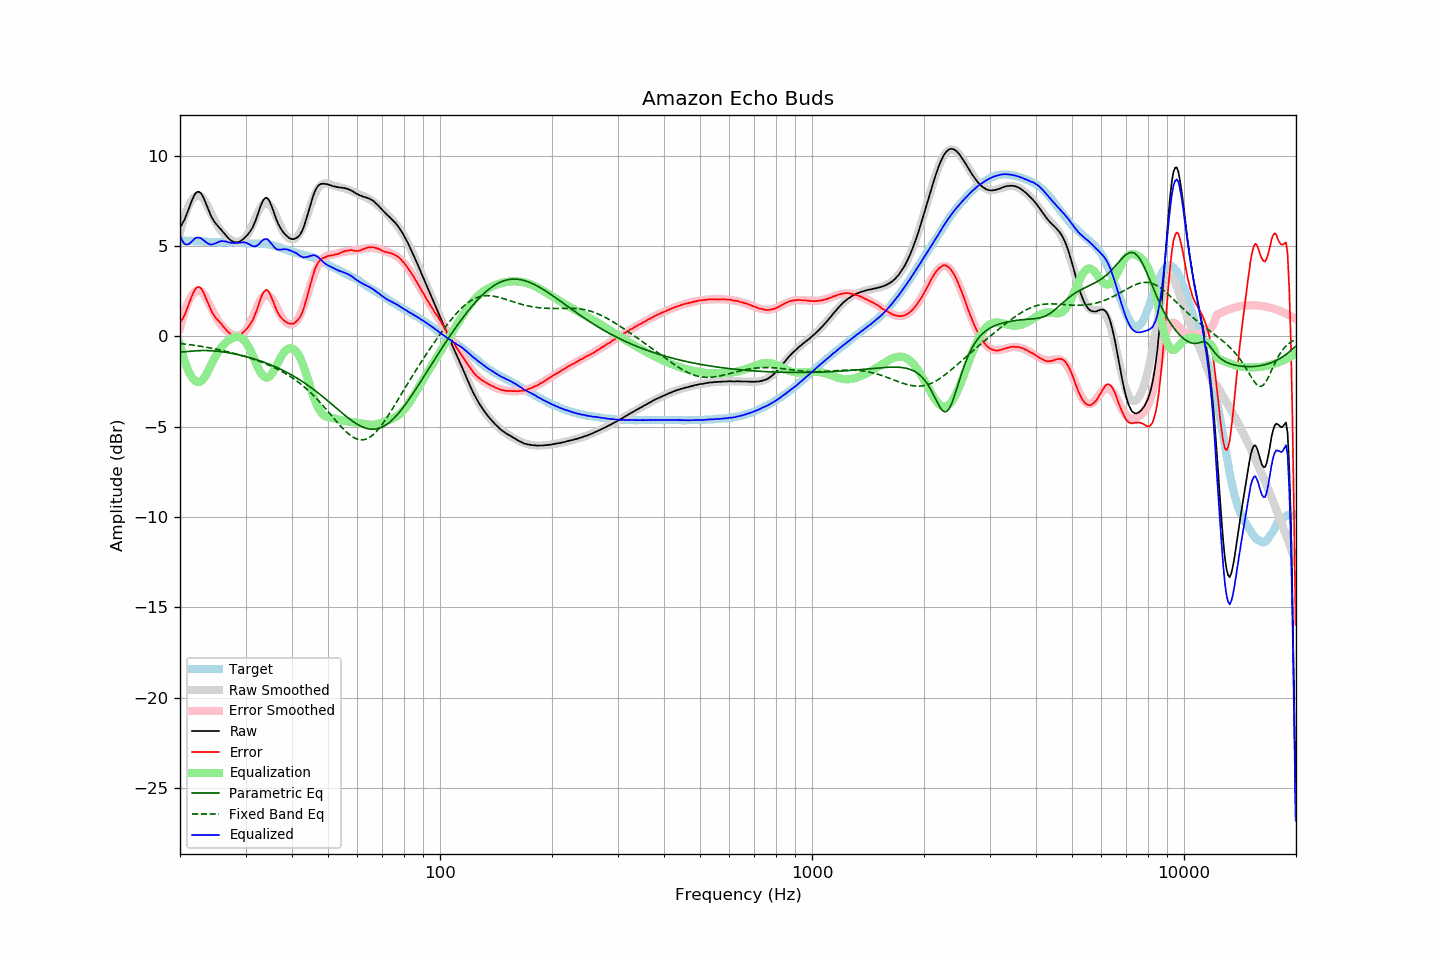 Amazon Echo Buds
10
5
0
−5
−10
−15
−20
−25
Amplitude (dBr)
Target
Raw Smoothed
Error Smoothed
Raw
Error
Equalization
Parametric Eq
Fixed Band Eq
Equalized
100
1000
10000
Frequency (Hz)